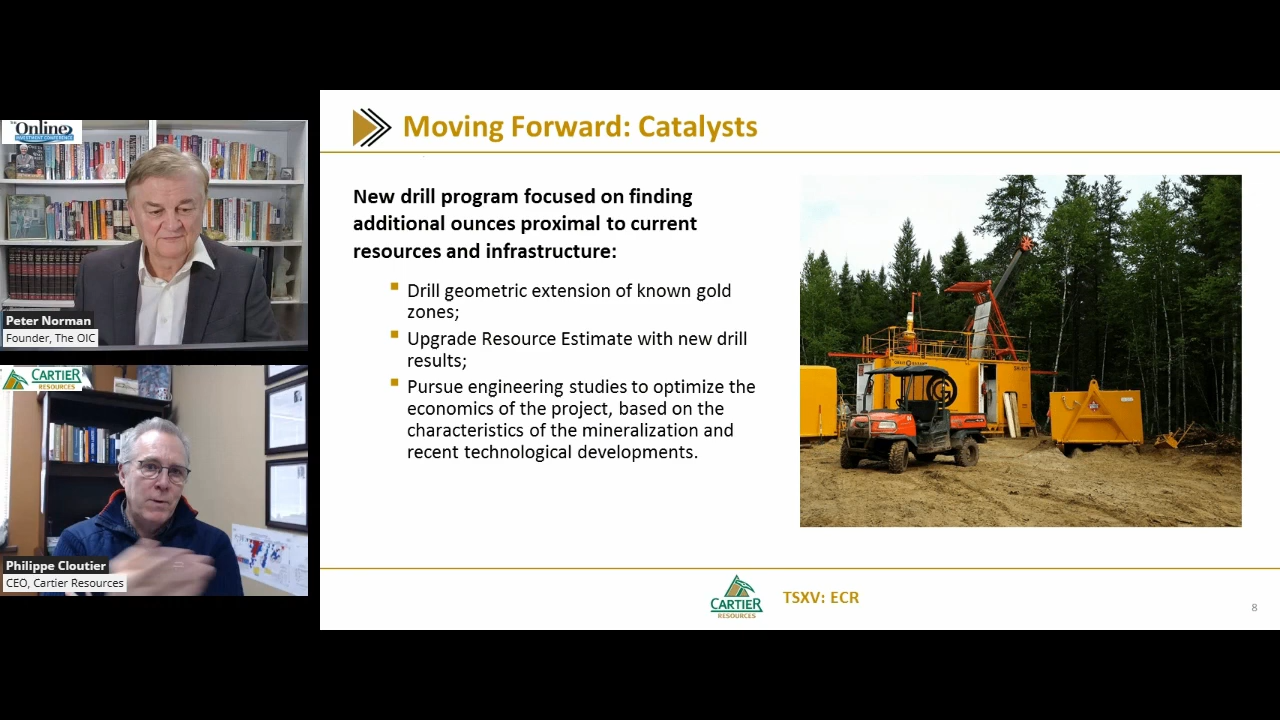 The Online
INVESTMENT CONFERENCE
Peter Norman
Founder, The OIC
CARTIER
RESOURCES
Philippe Cloutier
CEO, Cartier Resources
Moving Forward: Catalysts
New drill program focused on finding
additional ounces proximal to current
resources and infrastructure:
Drill geometric extension of known gold
zones;
Upgrade Resource Estimate with new drill
results;
Pursue engineering studies to optimize the
economics of the project, based on the
characteristics of the mineralization and
recent technological developments.
CARTIER
RESOURCES
TSXV: ECR
8